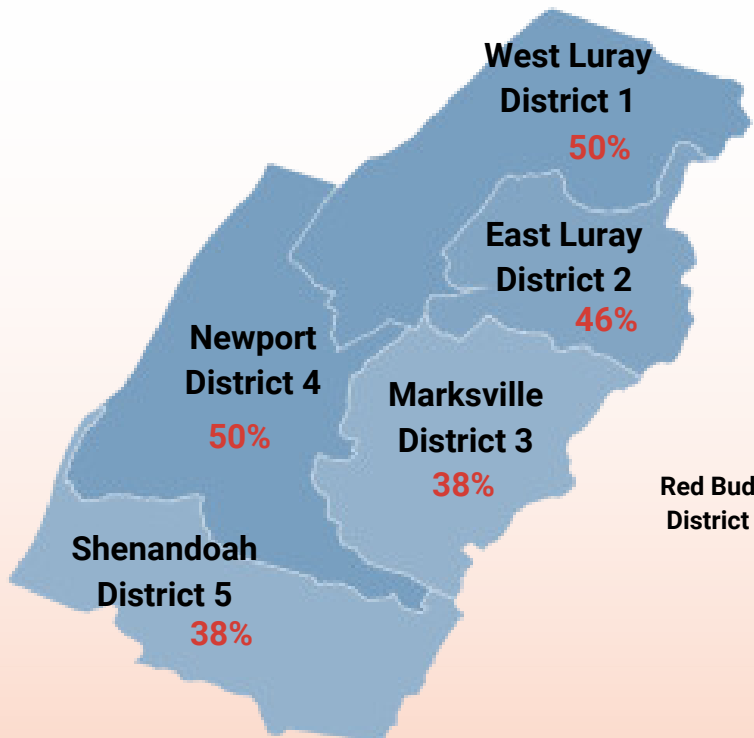 West Luray
District 1
50%
East Luray
District 2
46%
Newport
District 4
50%
Marksville
District 3
38%
Red Bud
District
Shenandoah
District 5
38%